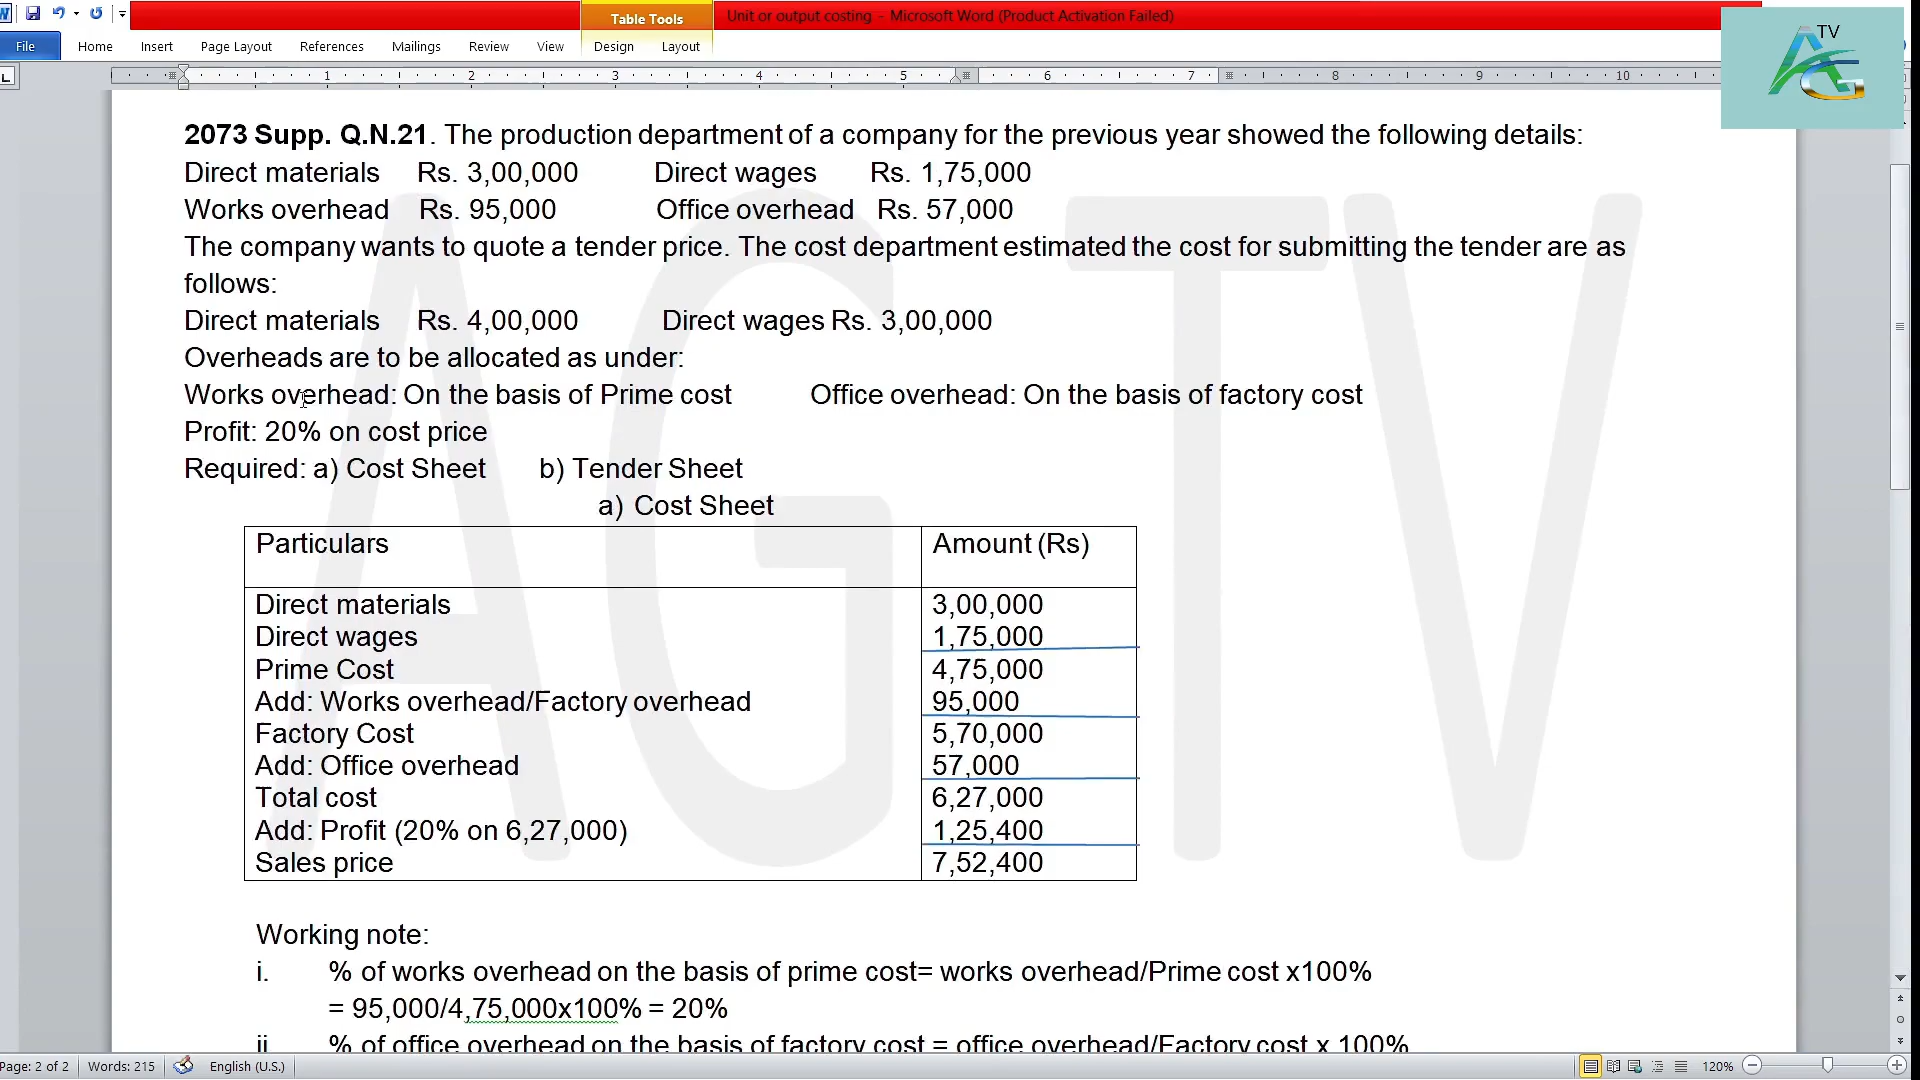 Table Tools
Unit or output costing - Microsoft Word (Product Activation Failed)
File Home Insert Page Layout References Mailings Review View Design Layout
TV
1 2 3 4 5 6 7 8 9 10
2073 Supp. Q.N.21. The production department of a company for the previous year showed the following details:
Direct materials Rs. 3,00,000 Direct wages Rs. 1,75,000
Works overhead Rs. 95,000 Office overhead Rs. 57,000
The company wants to quote a tender price. The cost department estimated the cost for submitting the tender are as
follows:
Direct materials Rs. 4,00,000 Direct wages Rs. 3,00,000
Overheads are to be allocated as under:
Works overhead: On the basis of Prime cost Office overhead: On the basis of factory cost
Profit: 20% on cost price
Required: a) Cost Sheet b) Tender Sheet
a) Cost Sheet
Particulars Amount (Rs)
Direct materials 3,00,000
Direct wages 1,75,000
Prime Cost 4,75,000
Add: Works overhead/Factory overhead 95,000
Factory Cost 5,70,000
Add: Office overhead 57,000
Total cost 6,27,000
Add: Profit (20% on 6,27,000) 1,25,400
Sales price 7,52,400
Working note:
i. % of works overhead on the basis of prime cost= works overhead/Prime cost x100%
= 95,000/4,75,000x100% = 20%
ii. % of office overhead on the basis of factory cost = office overhead/Factory cost x 100%
AG TV
Page: 2 of 2 Words: 215 English (U.S.) 120%